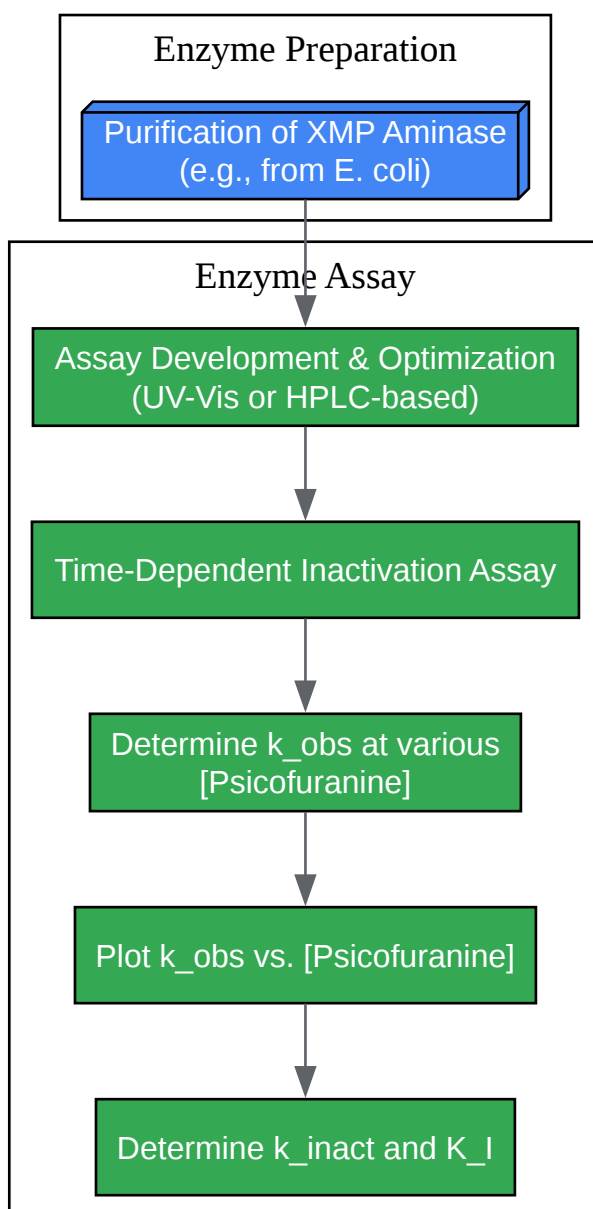 Enzyme Preparation
Purification of XMP Aminase
(e.g., from E. coli)
Enzyme Assay
Assay Development & Optimization
(UV-Vis or HPLC-based)
Time-Dependent Inactivation Assay
Determine k_obs at various
[Psicofuranine]
Plot k_obs vs. [Psicofuranine]
Determine k_inact and K_I